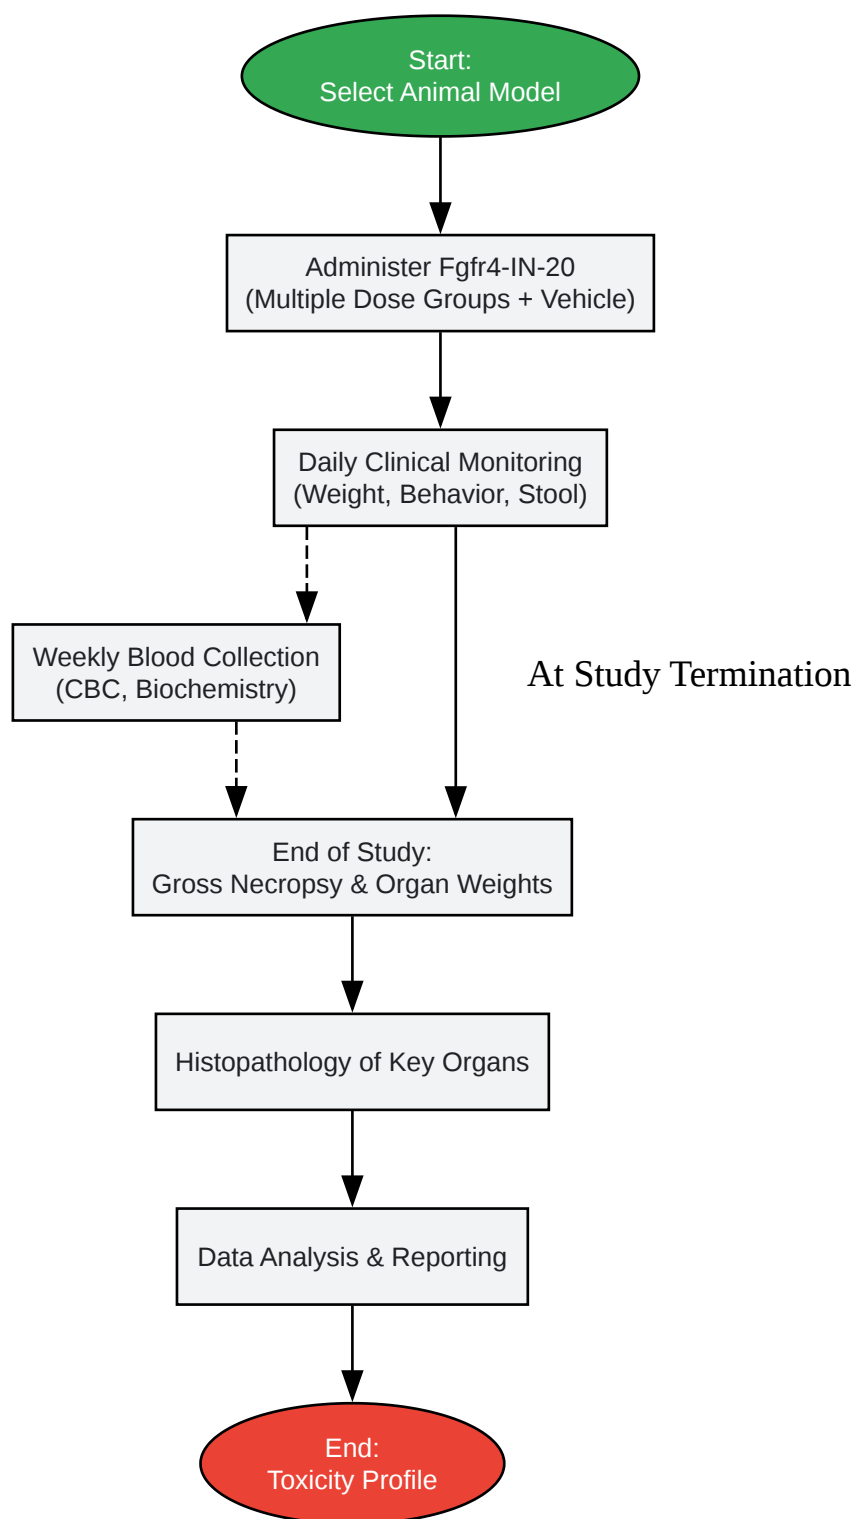 Start:
Select Animal Model
Administer Fgfr4-IN-20
(Multiple Dose Groups + Vehicle)
Daily Clinical Monitoring
(Weight, Behavior, Stool)
Weekly Blood Collection
(CBC, Biochemistry)
At Study Termination
End of Study:
Gross Necropsy & Organ Weights
Histopathology of Key Organs
Data Analysis & Reporting
End:
Toxicity Profile